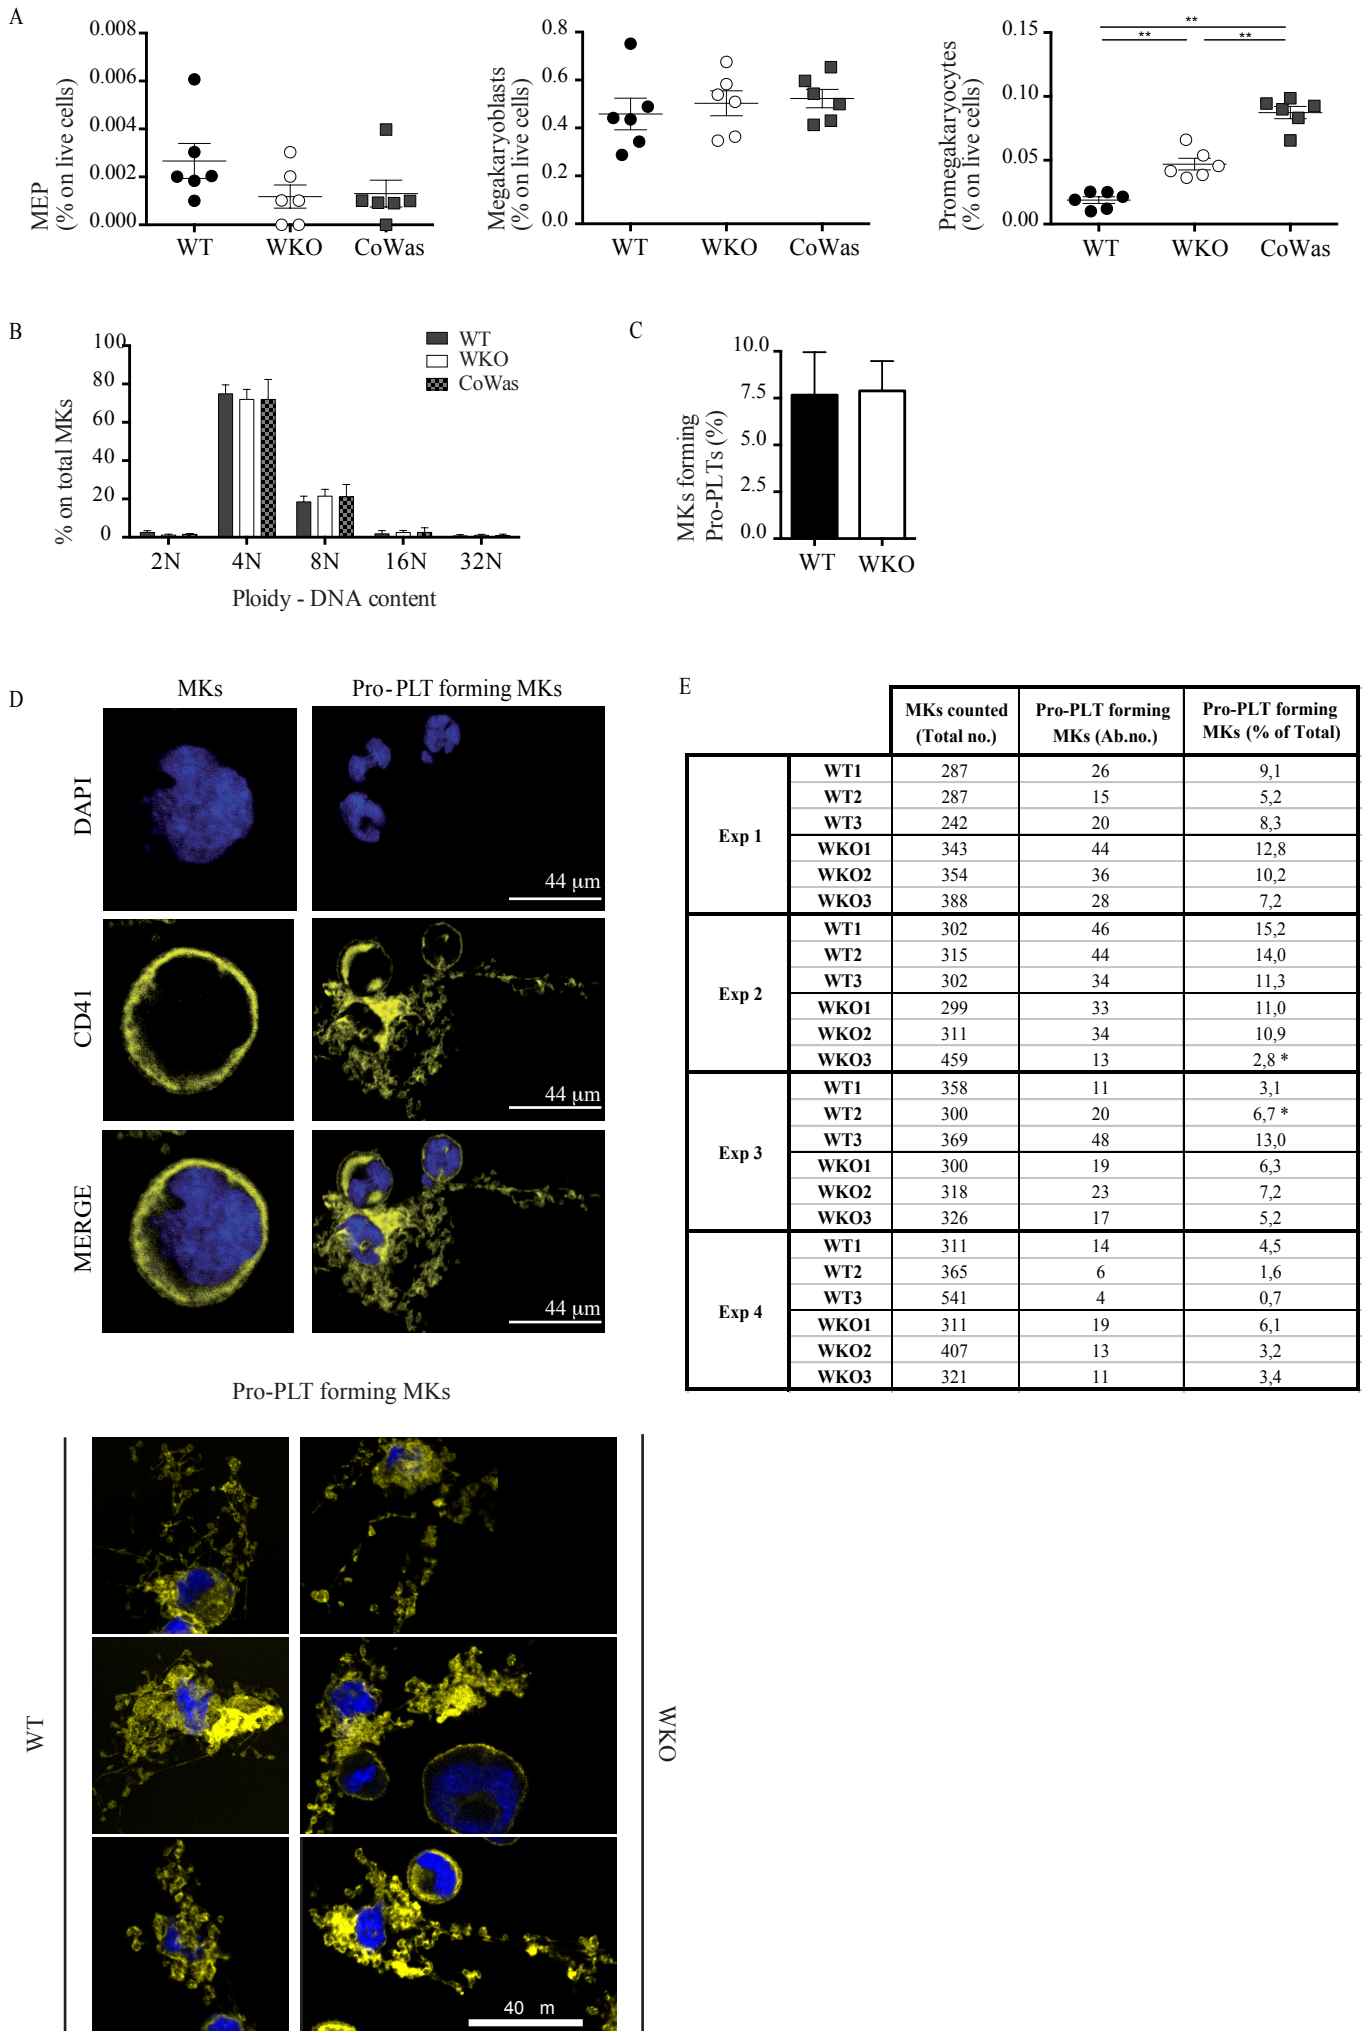 A
MEP
(% on live cells)
0.008
0.006
0.004
0.002
0.000
WT
WKO
CoWas
Megakaryoblasts
(% on live cells)
0.8
0.6
0.4
0.2
0.0
WT
WKO
CoWas
Promegakaryocytes
(% on live cells)
0.15
0.10
0.05
0.00
**
**
**
WT
WKO
CoWas
B
% on total MKs
100
80
60
40
20
0
WT
WKO
CoWas
2N
4N
8N
16N
32N
Ploidy - DNA content
C
MKs forming
Pro-PLTs (%)
10.0
7.5
5.0
2.5
0.0
WT
WKO
D
MKs
Pro-PLT forming MKs
DAPI
44 µm
CD41
44 µm
MERGE
44 µm
Pro-PLT forming MKs
WT
WKO
40 m
E
MKs counted (Total no.) Pro-PLT forming MKs (Ab.no.) Pro-PLT forming MKs (% of Total)
Exp 1
WT1 287 26 9,1
WT2 287 15 5,2
WT3 242 20 8,3
WKO1 343 44 12,8
WKO2 354 36 10,2
WKO3 388 28 7,2
Exp 2
WT1 302 46 15,2
WT2 315 44 14,0
WT3 302 34 11,3
WKO1 299 33 11,0
WKO2 311 34 10,9
WKO3 459 13 2,8 *
Exp 3
WT1 358 11 3,1
WT2 300 20 6,7 *
WT3 369 48 13,0
WKO1 300 19 6,3
WKO2 318 23 7,2
WKO3 326 17 5,2
Exp 4
WT1 311 14 4,5
WT2 365 6 1,6
WT3 541 4 0,7
WKO1 311 19 6,1
WKO2 407 13 3,2
WKO3 321 11 3,4